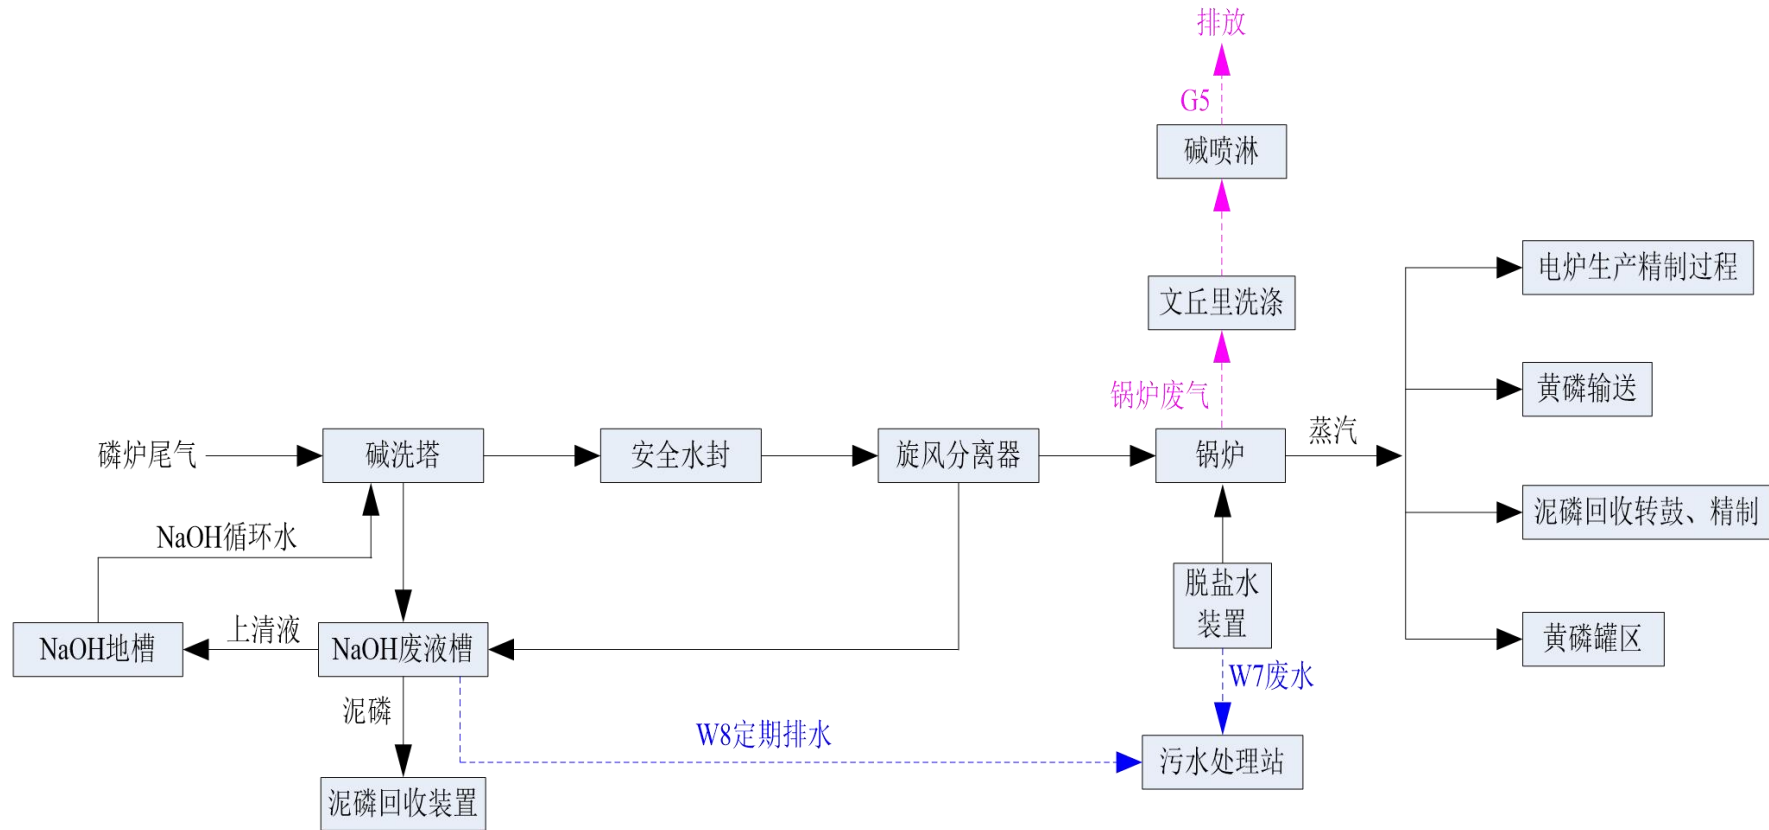 排放
G5
碱喷淋
文丘里洗涤
电炉生产精制过程
锅炉废气
黄磷输送
磷炉尾气
碱洗塔
安全水封
旋风分离器
锅炉
蒸汽
泥磷回收转鼓、精制
NaOH循环水
脱盐水
装置
NaOH地槽
上清液
NaOH废液槽
黄磷罐区
W7废水
泥磷
W8定期排水
污水处理站
泥磷回收装置